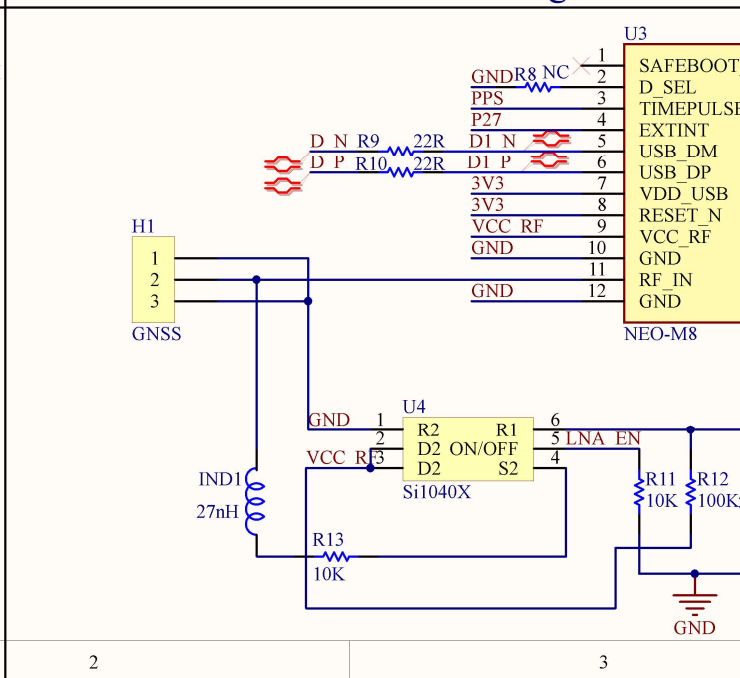 U3
1 SAFEBOOT_
GND R8 NC 2 D_SEL
PPS 3 TIMEPULSE
P27 4 EXTINT
D_N R9 22R D1_N 5 USB_DM
D_P R10 22R D1_P 6 USB_DP
3V3 7 VDD_USB
3V3 8 RESET_N
VCC_RF 9 VCC_RF
GND 10 GND
11 RF_IN
GND 12 GND
NEO-M8
H1
1
2
3
GNSS
U4
GND 1 R2 R1 6
2 D2 ON/OFF 5 LNA_EN
VCC_RF 3 D2 S2 4
Si1040X
IND1
27nH
R11
10K
R12
100K
R13
10K
GND
2 3